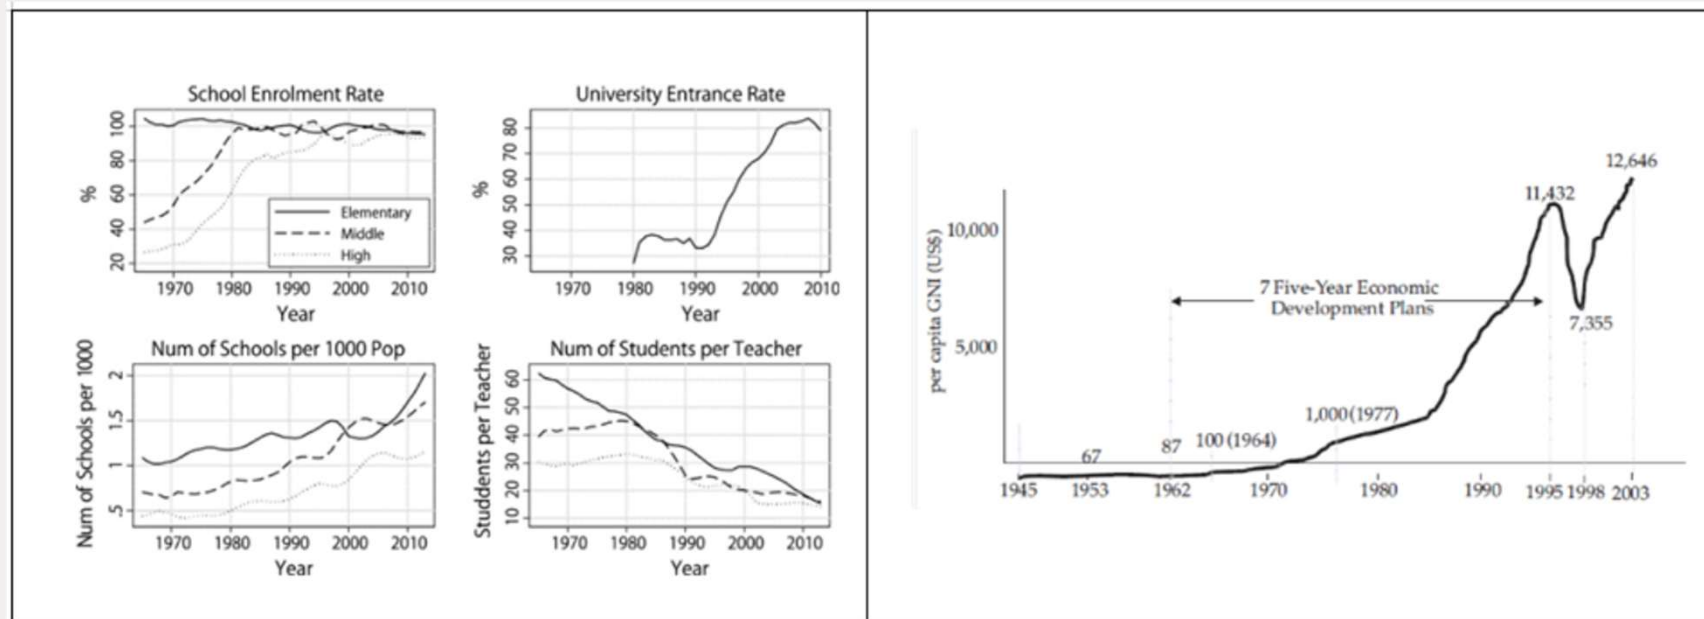 School Enrolment Rate
%
100
80
60
40
20
Elementary
Middle
High
1970 1980 1990 2000 2010
Year
University Entrance Rate
%
80
70
60
50
40
30
1970 1980 1990 2000 2010
Year
Num of Schools per 1000 Pop
Num of Schools per 1000
2
1.5
1
.5
1970 1980 1990 2000 2010
Year
Num of Students per Teacher
Studdents per Teacher
60
50
40
30
20
10
1970 1980 1990 2000 2010
Year
per capita GNI (US$)
10,000
5,000
12,646
11,432
7 Five-Year Economic
Development Plans
7,355
1,000(1977)
67
87
100 (1964)
1945 1953 1962 1970 1980 1990 1995 1998 2003